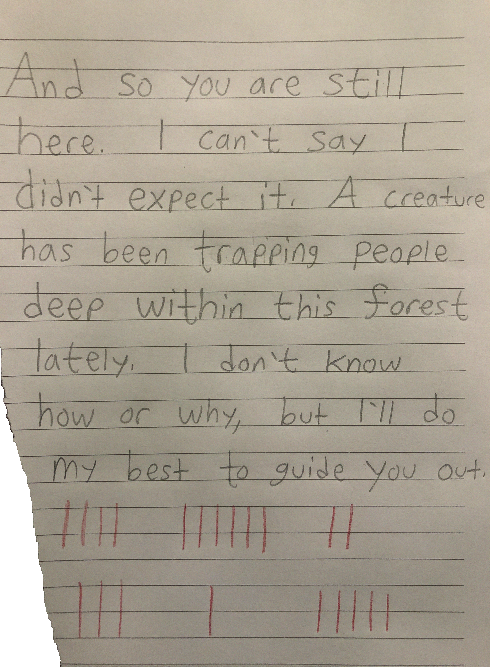 And so you are still
here. I can't say I
didn't expect it. A creature
has been trapping people
deep within this forest
lately. I don't know
how or why, but I'll do
my best to guide you out.
|||| |||||| ||
||| | |||||